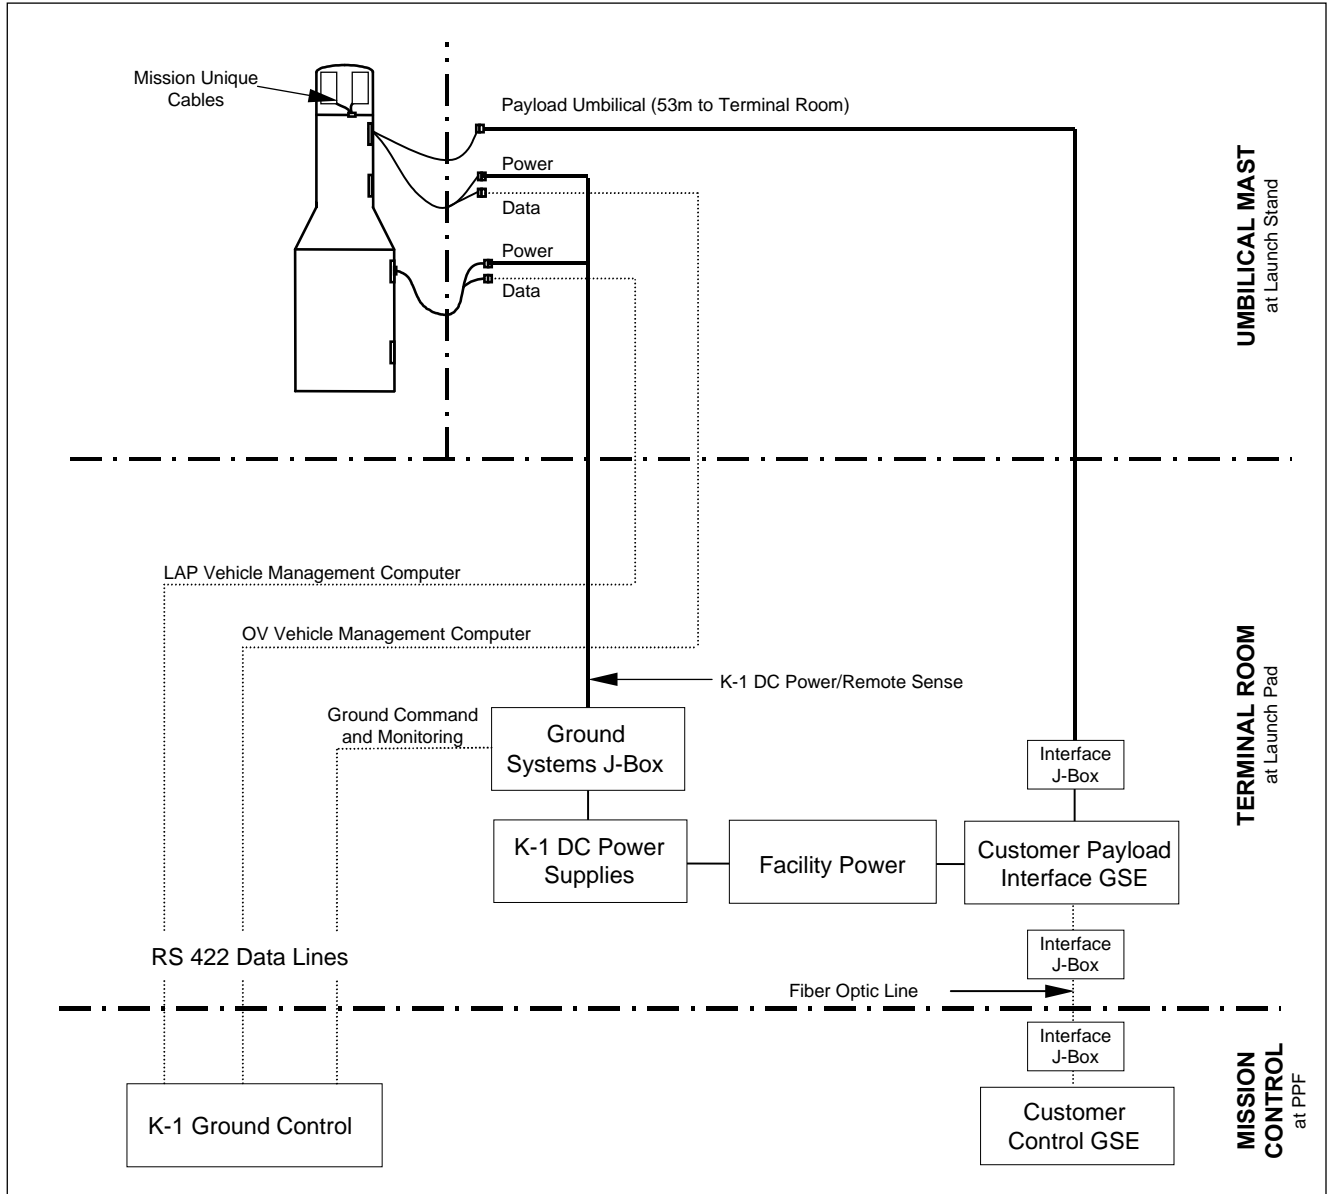 Mission Unique
Cables
Payload Umbilical (53m to Terminal Room)
Power
Data
Power
Data
UMBILICAL MAST
at Launch Stand
LAP Vehicle Management Computer
OV Vehicle Management Computer
K-1 DC Power/Remote Sense
Ground Command
and Monitoring
Ground
Systems J-Box
Interface
J-Box
K-1 DC Power
Supplies
Facility Power
Customer Payload
Interface GSE
TERMINAL ROOM
at Launch Pad
RS 422 Data Lines
Interface
J-Box
Fiber Optic Line
Interface
J-Box
K-1 Ground Control
Customer
Control GSE
MISSION
CONTROL
at PPF